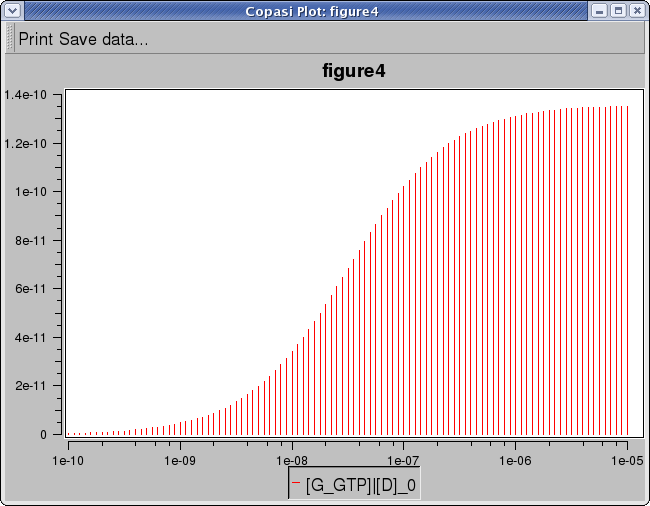 Copasi Plot: figure4
Print Save data...
figure4
1.4e-10
1.2e-10
1e-10
8e-11
6e-11
4e-11
2e-11
0
1e-10 1e-09 1e-08 1e-07 1e-06 1e-05
[G_GTP]|[D]_0